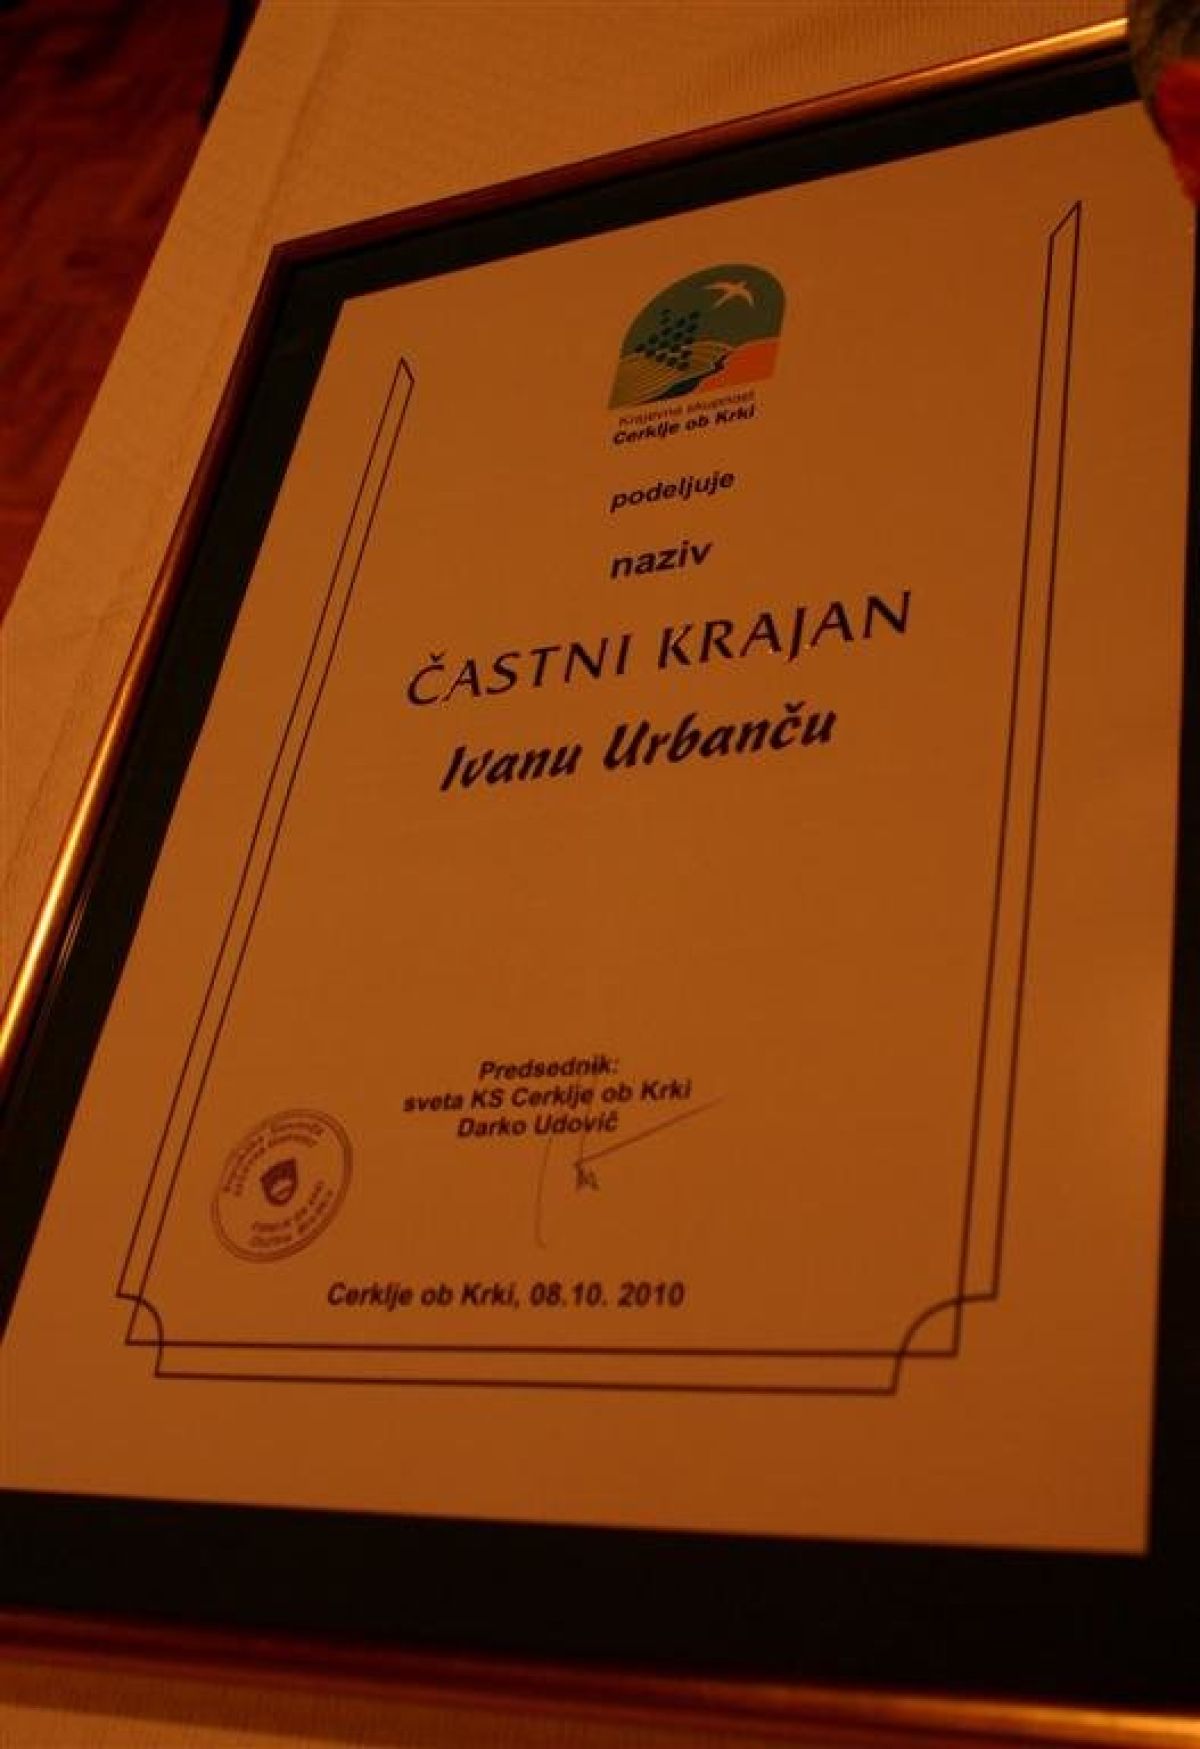 Krajevna skupnost
Cerklje ob Krki
podeljuje
naziv
ČASTNI KRAJAN
Ivanu Urbanču
Predsednik:
sveta KS Cerklje ob Krki
Darko Udovič
Cerklje ob Krki, 08.10. 2010